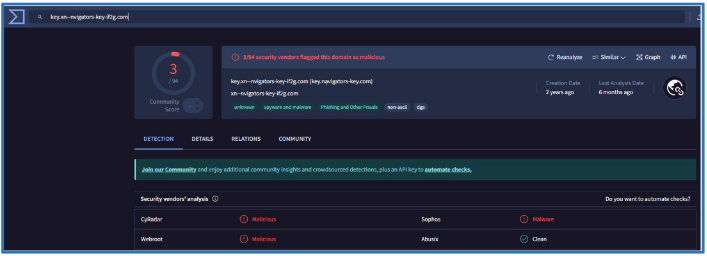 key.xn--nvigators-key-if2g.com
3
/ 94
Community
Score
3/94 security vendors flagged this domain as malicious
Reanalyze
Similar
Graph
API
key.xn--nvigators-key-if2g.com (key.nạvigators-key.com)
xn--nvigators-key-if2g.com
Creation Date
2 years ago
Last Analysis Date
6 months ago
unknown spyware and malware Phishing and Other Frauds non-ascii dga
DETECTION DETAILS RELATIONS COMMUNITY
Join our Community and enjoy additional community insights and crowdsourced detections, plus an API key to automate checks.
Security vendors' analysis
Do you want to automate checks?
CyRadar Malicious Sophos Malware
Webroot Malicious Abusix Clean